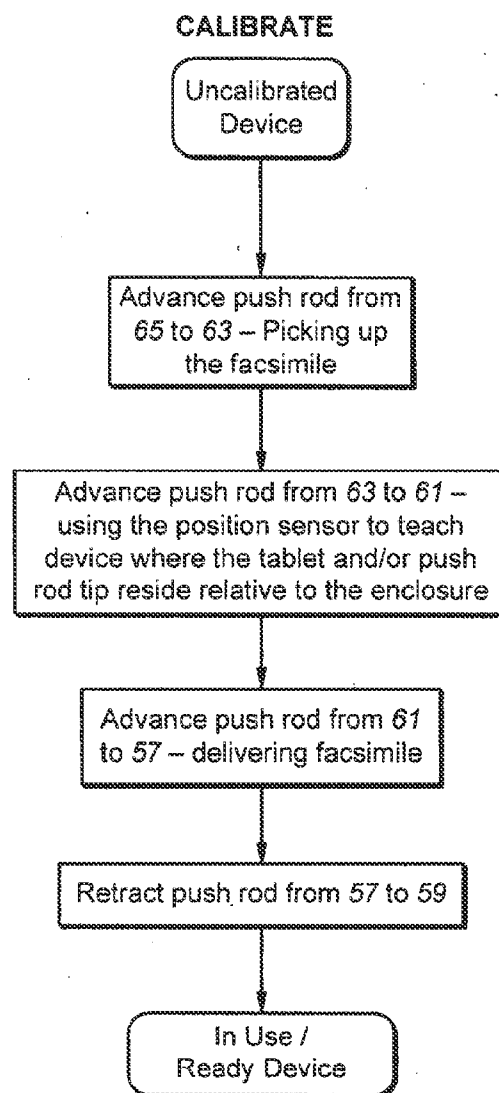 CALIBRATE
Uncalibrated
Device
Advance push rod from
65 to 63 – Picking up
the facsimile
Advance push rod from 63 to 61 –
using the position sensor to teach
device where the tablet and/or push
rod tip reside relative to the enclosure
Advance push rod from 61
to 57 – delivering facsimile
Retract push rod from 57 to 59
In Use /
Ready Device